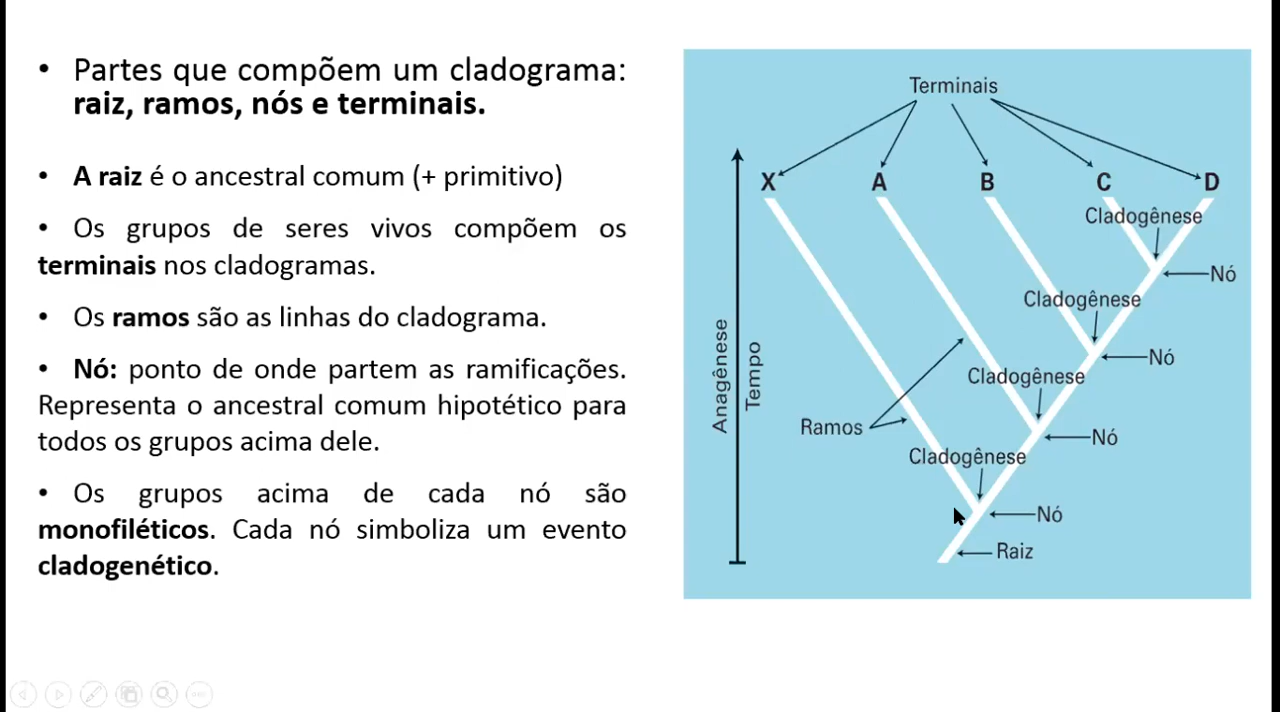 • Partes que compõem um cladograma:
raiz, ramos, nós e terminais.
• A raiz é o ancestral comum (+ primitivo)
• Os grupos de seres vivos compõem os
terminais nos cladogramas.
• Os ramos são as linhas do cladograma.
• Nó: ponto de onde partem as ramificações.
Representa o ancestral comum hipotético para
todos os grupos acima dele.
• Os grupos acima de cada nó são
monofiléticos. Cada nó simboliza um evento
cladogenético.
Terminais
X A B C D
Cladogênese
Nó
Cladogênese
Nó
Cladogênese
Nó
Ramos
Cladogênese
Nó
Raiz
Anagênese
Tempo